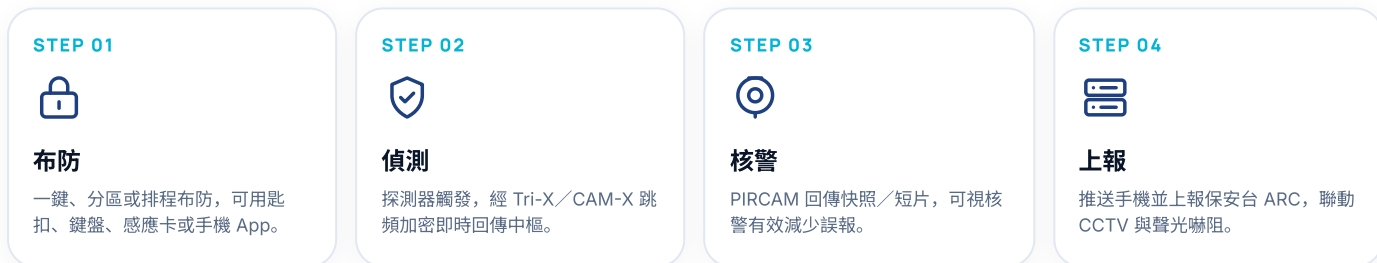 STEP 01
布防
一鍵、分區或排程布防，可用匙
扣、鍵盤、感應卡或手機 App。
STEP 02
偵測
探測器觸發，經 Tri-X／CAM-X 跳
頻加密即時回傳中樞。
STEP 03
核警
PIRCAM 回傳快照／短片，可視核
警有效減少誤報。
STEP 04
上報
推送手機並上報保安台 ARC，聯動
CCTV 與聲光嚇阻。